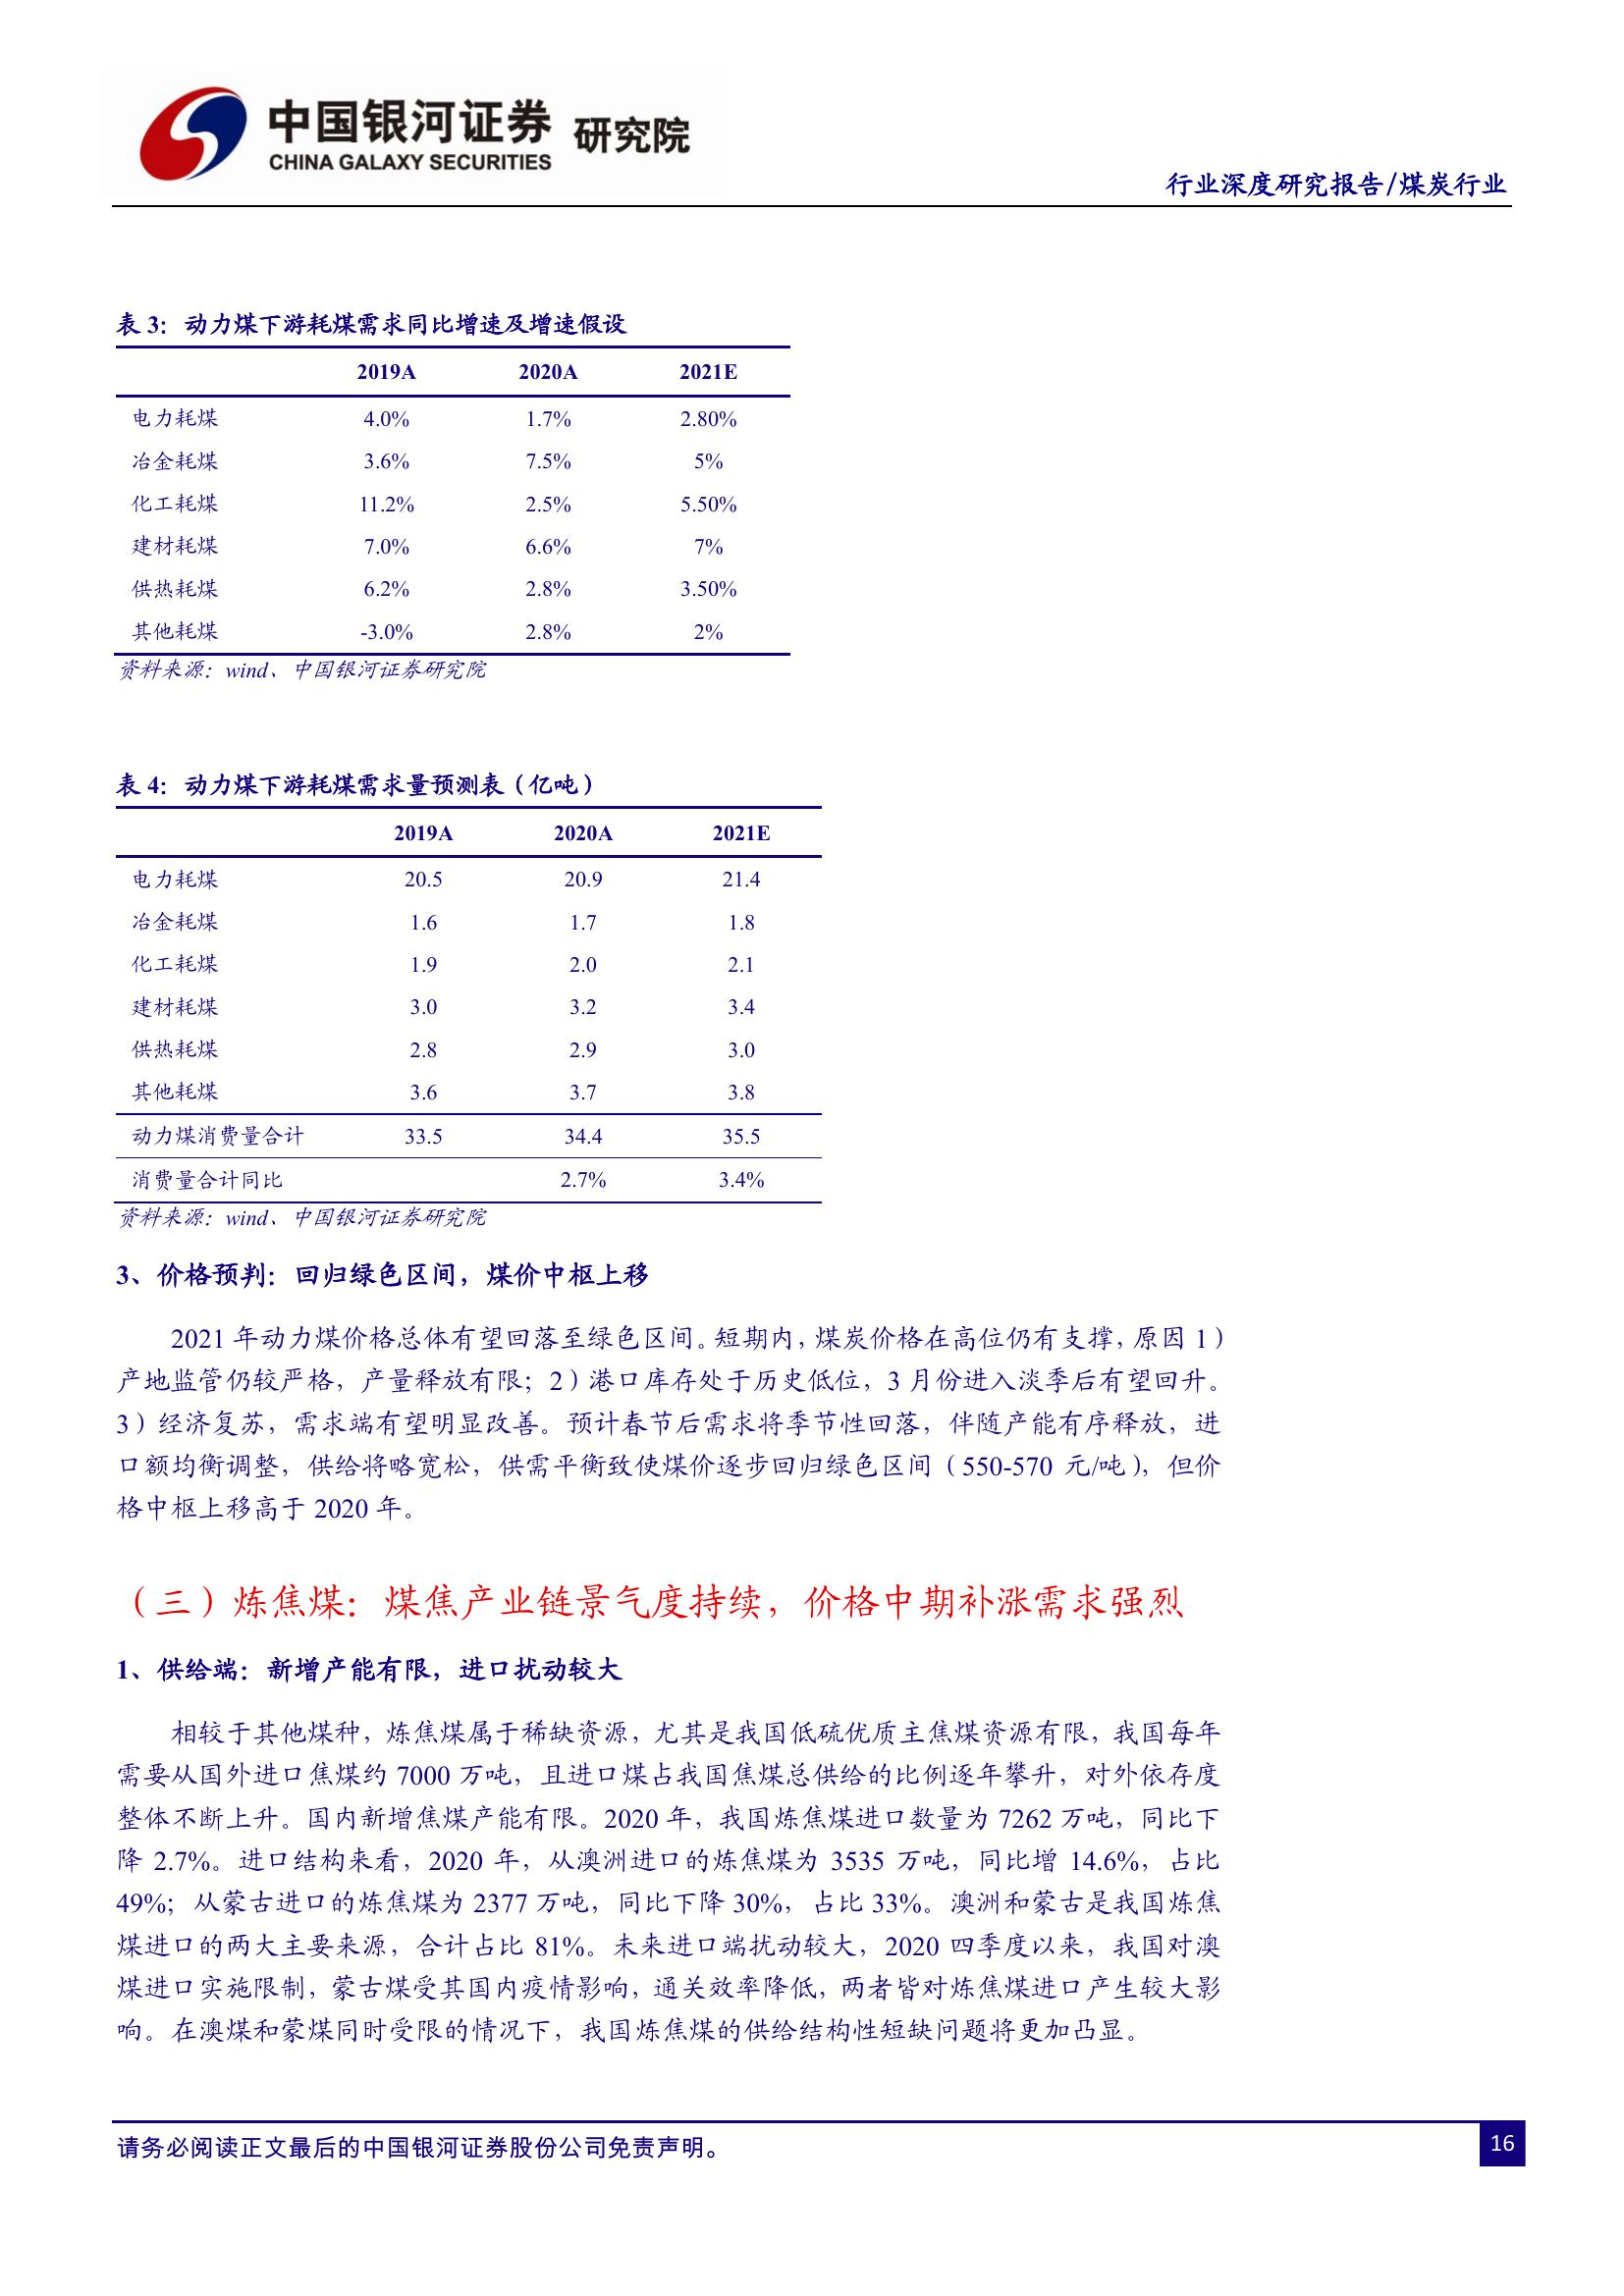 中国银河证券 研究院
CHINA GALAXY SECURITIES
行业深度研究报告/煤炭行业
表 3：动力煤下游耗煤需求同比增速及增速假设
2019A 2020A 2021E
电力耗煤 4.0% 1.7% 2.80%
冶金耗煤 3.6% 7.5% 5%
化工耗煤 11.2% 2.5% 5.50%
建材耗煤 7.0% 6.6% 7%
供热耗煤 6.2% 2.8% 3.50%
其他耗煤 -3.0% 2.8% 2%
资料来源：wind、中国银河证券研究院
表 4：动力煤下游耗煤需求量预测表（亿吨）
2019A 2020A 2021E
电力耗煤 20.5 20.9 21.4
冶金耗煤 1.6 1.7 1.8
化工耗煤 1.9 2.0 2.1
建材耗煤 3.0 3.2 3.4
供热耗煤 2.8 2.9 3.0
其他耗煤 3.6 3.7 3.8
动力煤消费量合计 33.5 34.4 35.5
消费量合计同比 2.7% 3.4%
资料来源：wind、中国银河证券研究院
3、价格预判：回归绿色区间，煤价中枢上移
2021 年动力煤价格总体有望回落至绿色区间。短期内，煤炭价格在高位仍有支撑，原因 1）
产地监管仍较严格，产量释放有限；2）港口库存处于历史低位，3 月份进入淡季后有望回升。
3）经济复苏，需求端有望明显改善。预计春节后需求将季节性回落，伴随产能有序释放，进
口额均衡调整，供给将略宽松，供需平衡致使煤价逐步回归绿色区间（550-570 元/吨），但价
格中枢上移高于 2020 年。
（三）炼焦煤：煤焦产业链景气度持续，价格中期补涨需求强烈
1、供给端：新增产能有限，进口扰动较大
相较于其他煤种，炼焦煤属于稀缺资源，尤其是我国低硫优质主焦煤资源有限，我国每年
需要从国外进口焦煤约 7000 万吨，且进口煤占我国焦煤总供给的比例逐年攀升，对外依存度
整体不断上升。国内新增焦煤产能有限。2020 年，我国炼焦煤进口数量为 7262 万吨，同比下
降 2.7%。进口结构来看，2020 年，从澳洲进口的炼焦煤为 3535 万吨，同比增 14.6%，占比
49%；从蒙古进口的炼焦煤为 2377 万吨，同比下降 30%，占比 33%。澳洲和蒙古是我国炼焦
煤进口的两大主要来源，合计占比 81%。未来进口端扰动较大，2020 四季度以来，我国对澳
煤进口实施限制，蒙古煤受其国内疫情影响，通关效率降低，两者皆对炼焦煤进口产生较大影
响。在澳煤和蒙煤同时受限的情况下，我国炼焦煤的供给结构性短缺问题将更加凸显。
请务必阅读正文最后的中国银河证券股份公司免责声明。
16